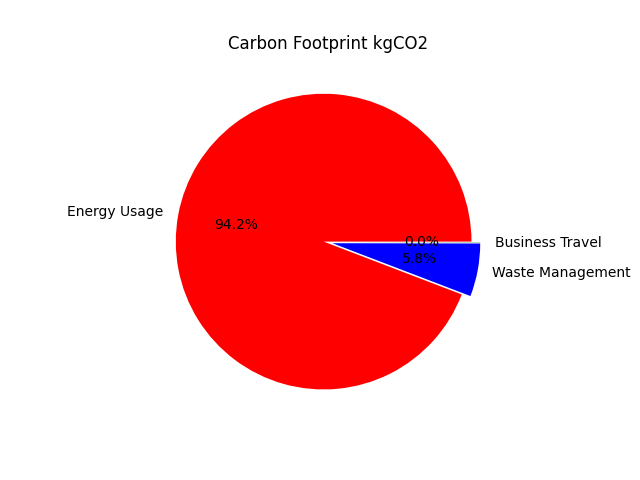 Carbon Footprint kgCO2
Energy Usage
94.2%
0.0%
Business Travel
5.8%
Waste Management